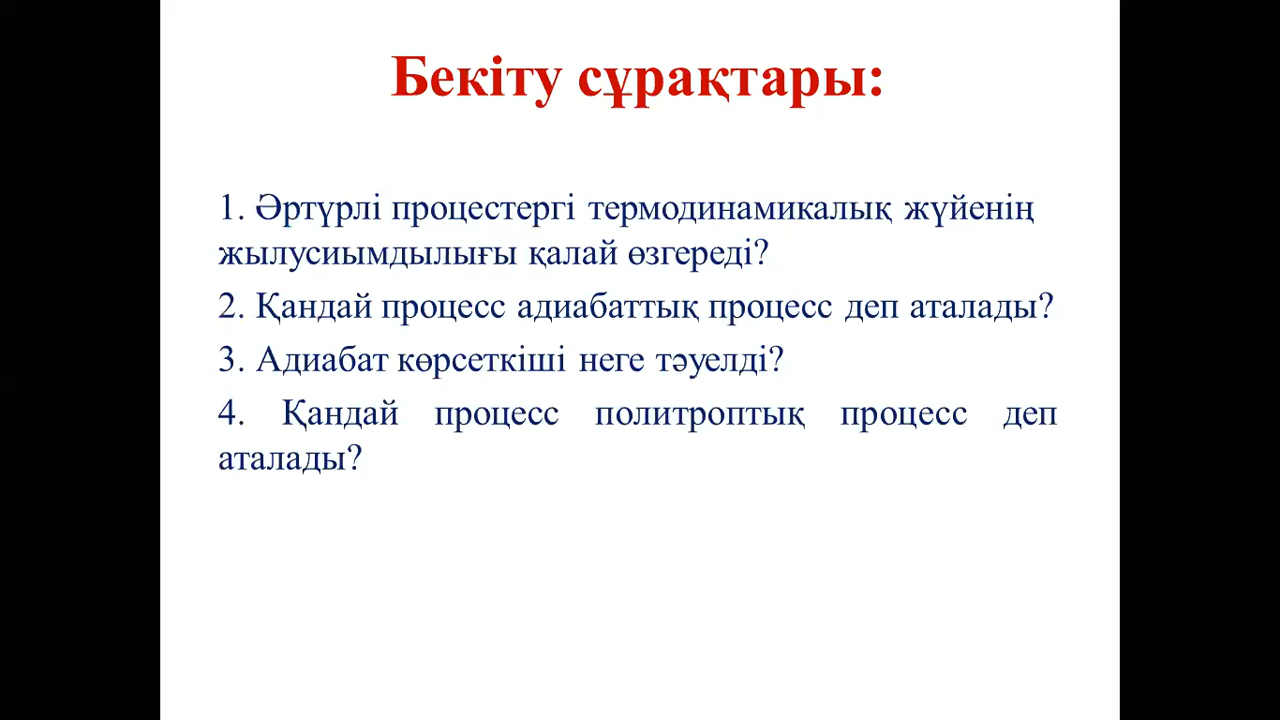 Бекіту сұрақтары:
1. Әртүрлі процестергі термодинамикалық жүйенің
жылусиымдылығы қалай өзгереді?
2. Қандай процесс адиабаттық процесс деп аталады?
3. Адиабат көрсеткіші неге тәуелді?
4. Қандай процесс политроптық процесс деп
аталады?